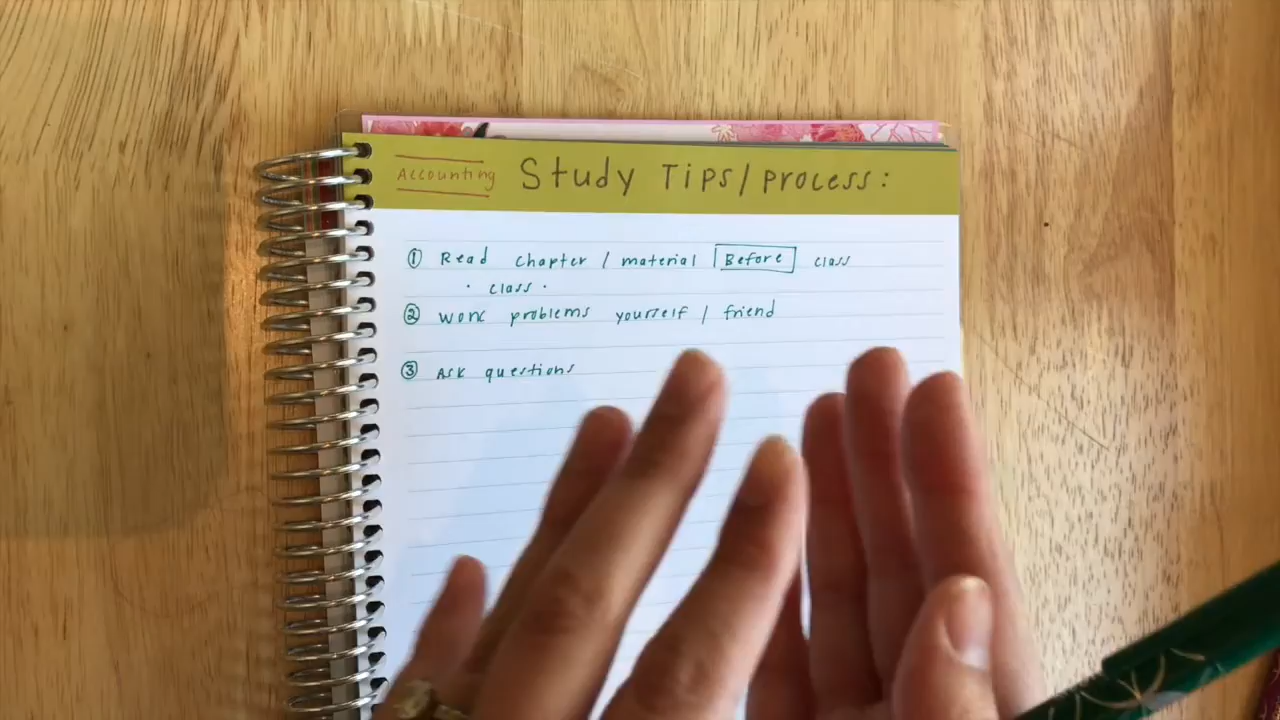 Accounting Study Tips/process:
① Read chapter / material Before class
· class ·
② work problems yourself / friend
③ Ask questions